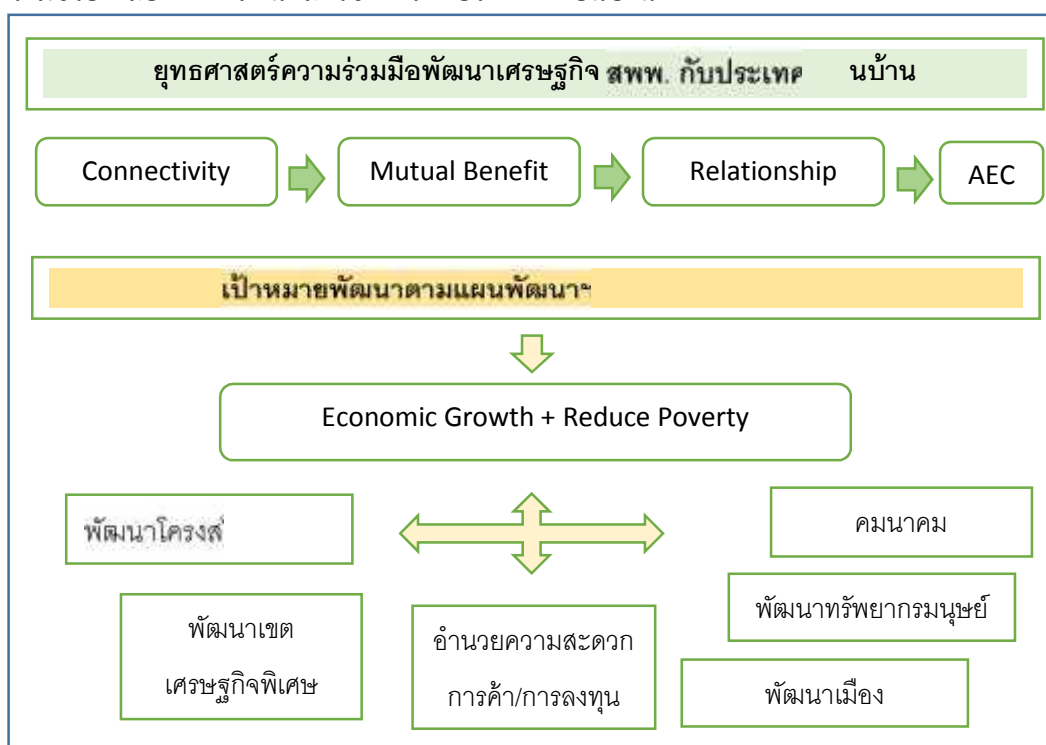 ยุทธศาสตร์ความร่วมมือพัฒนาเศรษฐกิจ สพพ. กับประเทศ นบ้าน
Connectivity
Mutual Benefit
Relationship
AEC
เป้าหมายพัฒนาตามแผนพัฒนาฯ
Economic Growth + Reduce Poverty
พัฒนาโครงส
คมนาคม
พัฒนาเขต
เศรษฐกิจพิเศษ
อำนวยความสะดวก
การค้า/การลงทุน
พัฒนาทรัพยากรมนุษย์
พัฒนาเมือง